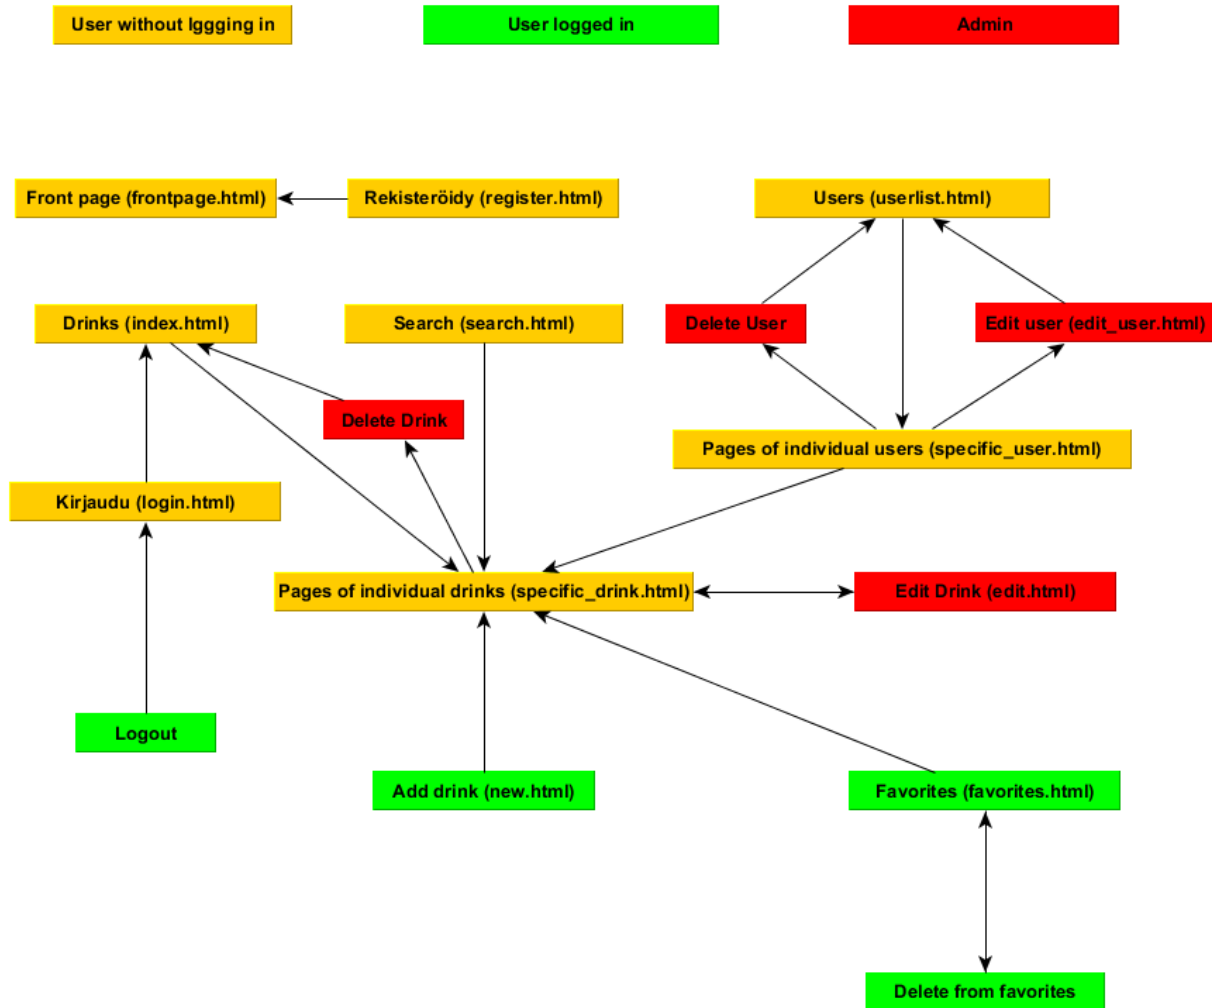 User without lggging in
User logged in
Admin
Front page (frontpage.html)
Rekisteröidy (register.html)
Users (userlist.html)
Drinks (index.html)
Search (search.html)
Delete User
Edit user (edit_user.html)
Delete Drink
Pages of individual users (specific_user.html)
Kirjaudu (login.html)
Pages of individual drinks (specific_drink.html)
Edit Drink (edit.html)
Logout
Add drink (new.html)
Favorites (favorites.html)
Delete from favorites